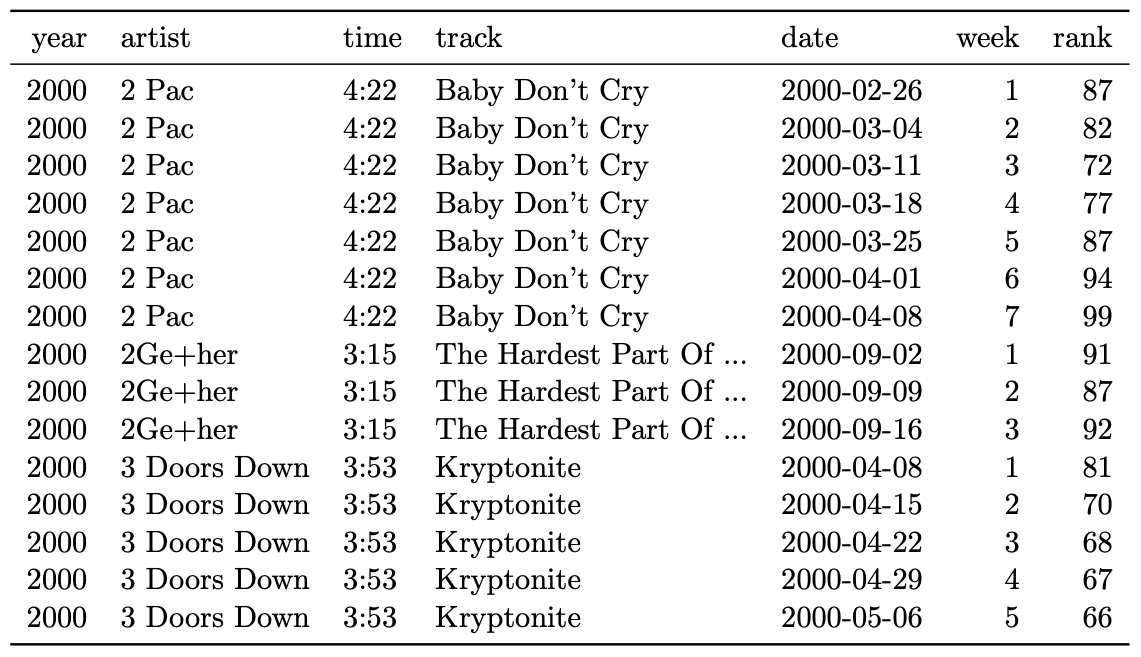 year artist time track date week rank
2000 2 Pac 4:22 Baby Don't Cry 2000-02-26 1 87
2000 2 Pac 4:22 Baby Don't Cry 2000-03-04 2 82
2000 2 Pac 4:22 Baby Don't Cry 2000-03-11 3 72
2000 2 Pac 4:22 Baby Don't Cry 2000-03-18 4 77
2000 2 Pac 4:22 Baby Don't Cry 2000-03-25 5 87
2000 2 Pac 4:22 Baby Don't Cry 2000-04-01 6 94
2000 2 Pac 4:22 Baby Don't Cry 2000-04-08 7 99
2000 2Ge+her 3:15 The Hardest Part Of ... 2000-09-02 1 91
2000 2Ge+her 3:15 The Hardest Part Of ... 2000-09-09 2 87
2000 2Ge+her 3:15 The Hardest Part Of ... 2000-09-16 3 92
2000 3 Doors Down 3:53 Kryptonite 2000-04-08 1 81
2000 3 Doors Down 3:53 Kryptonite 2000-04-15 2 70
2000 3 Doors Down 3:53 Kryptonite 2000-04-22 3 68
2000 3 Doors Down 3:53 Kryptonite 2000-04-29 4 67
2000 3 Doors Down 3:53 Kryptonite 2000-05-06 5 66